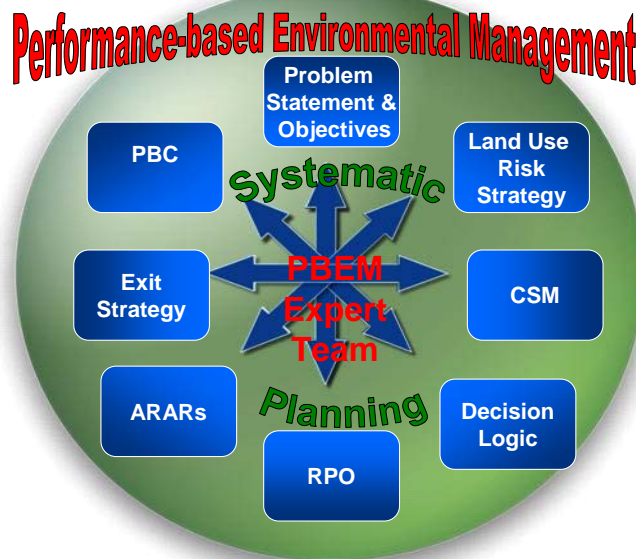 Performance-based Environmental Management
Problem
Statement &
Objectives
PBC
Land Use
Risk
Strategy
Systematic
PBEM
Expert
Team
Exit
Strategy
CSM
Planning
ARARs
Decision
Logic
RPO